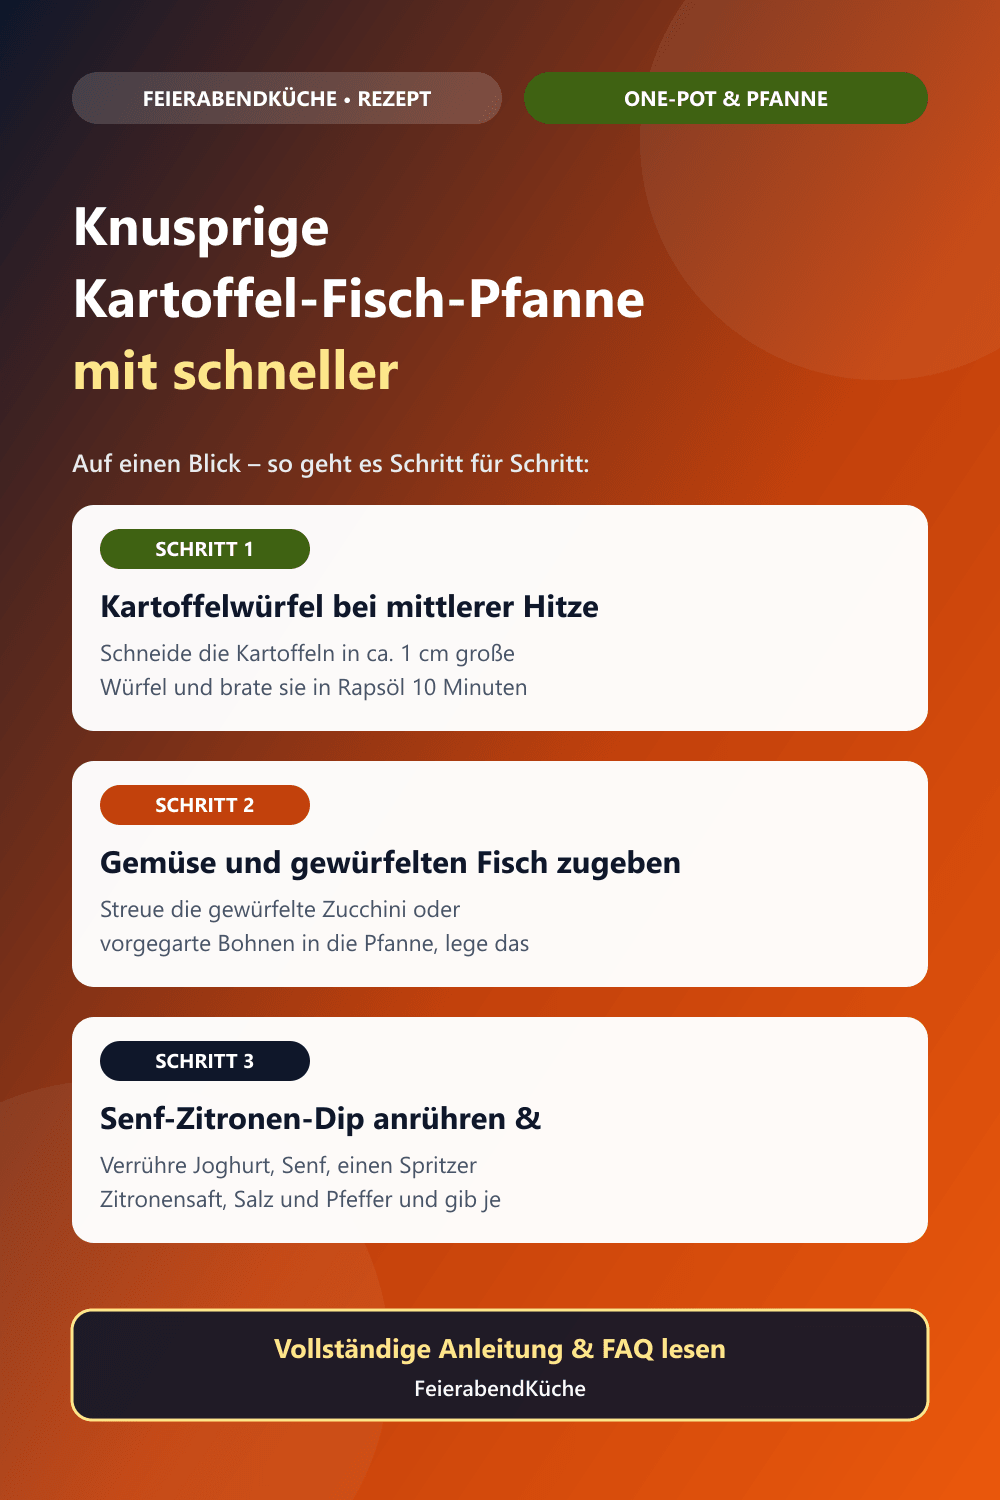 FEIERABENDKÜCHE • REZEPT
ONE-POT & PFANNE
Knusprige
Kartoffel-Fisch-Pfanne
mit schneller
Auf einen Blick – so geht es Schritt für Schritt:
SCHRITT 1
Kartoffelwürfel bei mittlerer Hitze
Schneide die Kartoffeln in ca. 1 cm große
Würfel und brate sie in Rapsöl 10 Minuten
SCHRITT 2
Gemüse und gewürfelten Fisch zugeben
Streue die gewürfelte Zucchini oder
vorgegarte Bohnen in die Pfanne, lege das
SCHRITT 3
Senf-Zitronen-Dip anrühren &
Verrühre Joghurt, Senf, einen Spritzer
Zitronensaft, Salz und Pfeffer und gib je
Vollständige Anleitung & FAQ lesen
FeierabendKüche